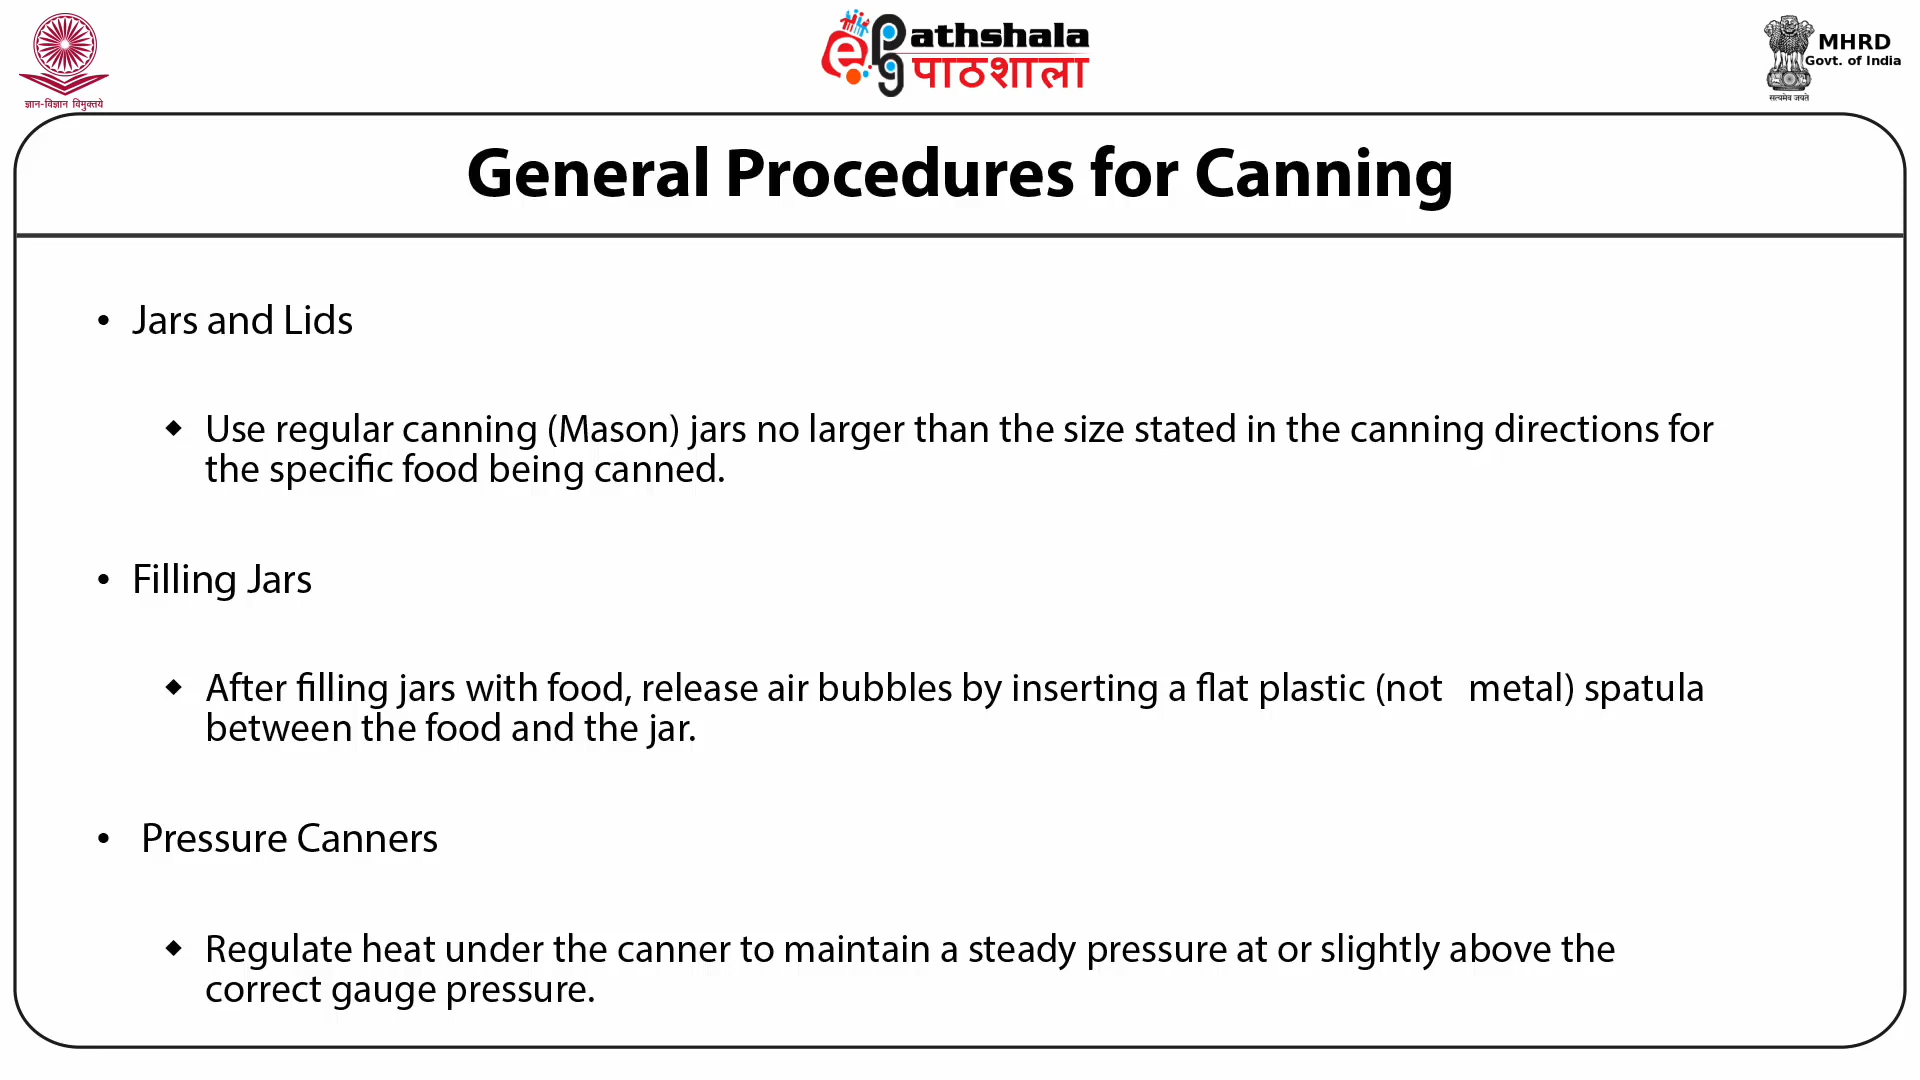 ज्ञान-विज्ञान विमुक्तये
ePathshala
पाठशाला
MHRD
Govt. of India
सत्यमेव जयते
General Procedures for Canning
• Jars and Lids
◆ Use regular canning (Mason) jars no larger than the size stated in the canning directions for
the specific food being canned.
• Filling Jars
◆ After filling jars with food, release air bubbles by inserting a flat plastic (not metal) spatula
between the food and the jar.
• Pressure Canners
◆ Regulate heat under the canner to maintain a steady pressure at or slightly above the
correct gauge pressure.